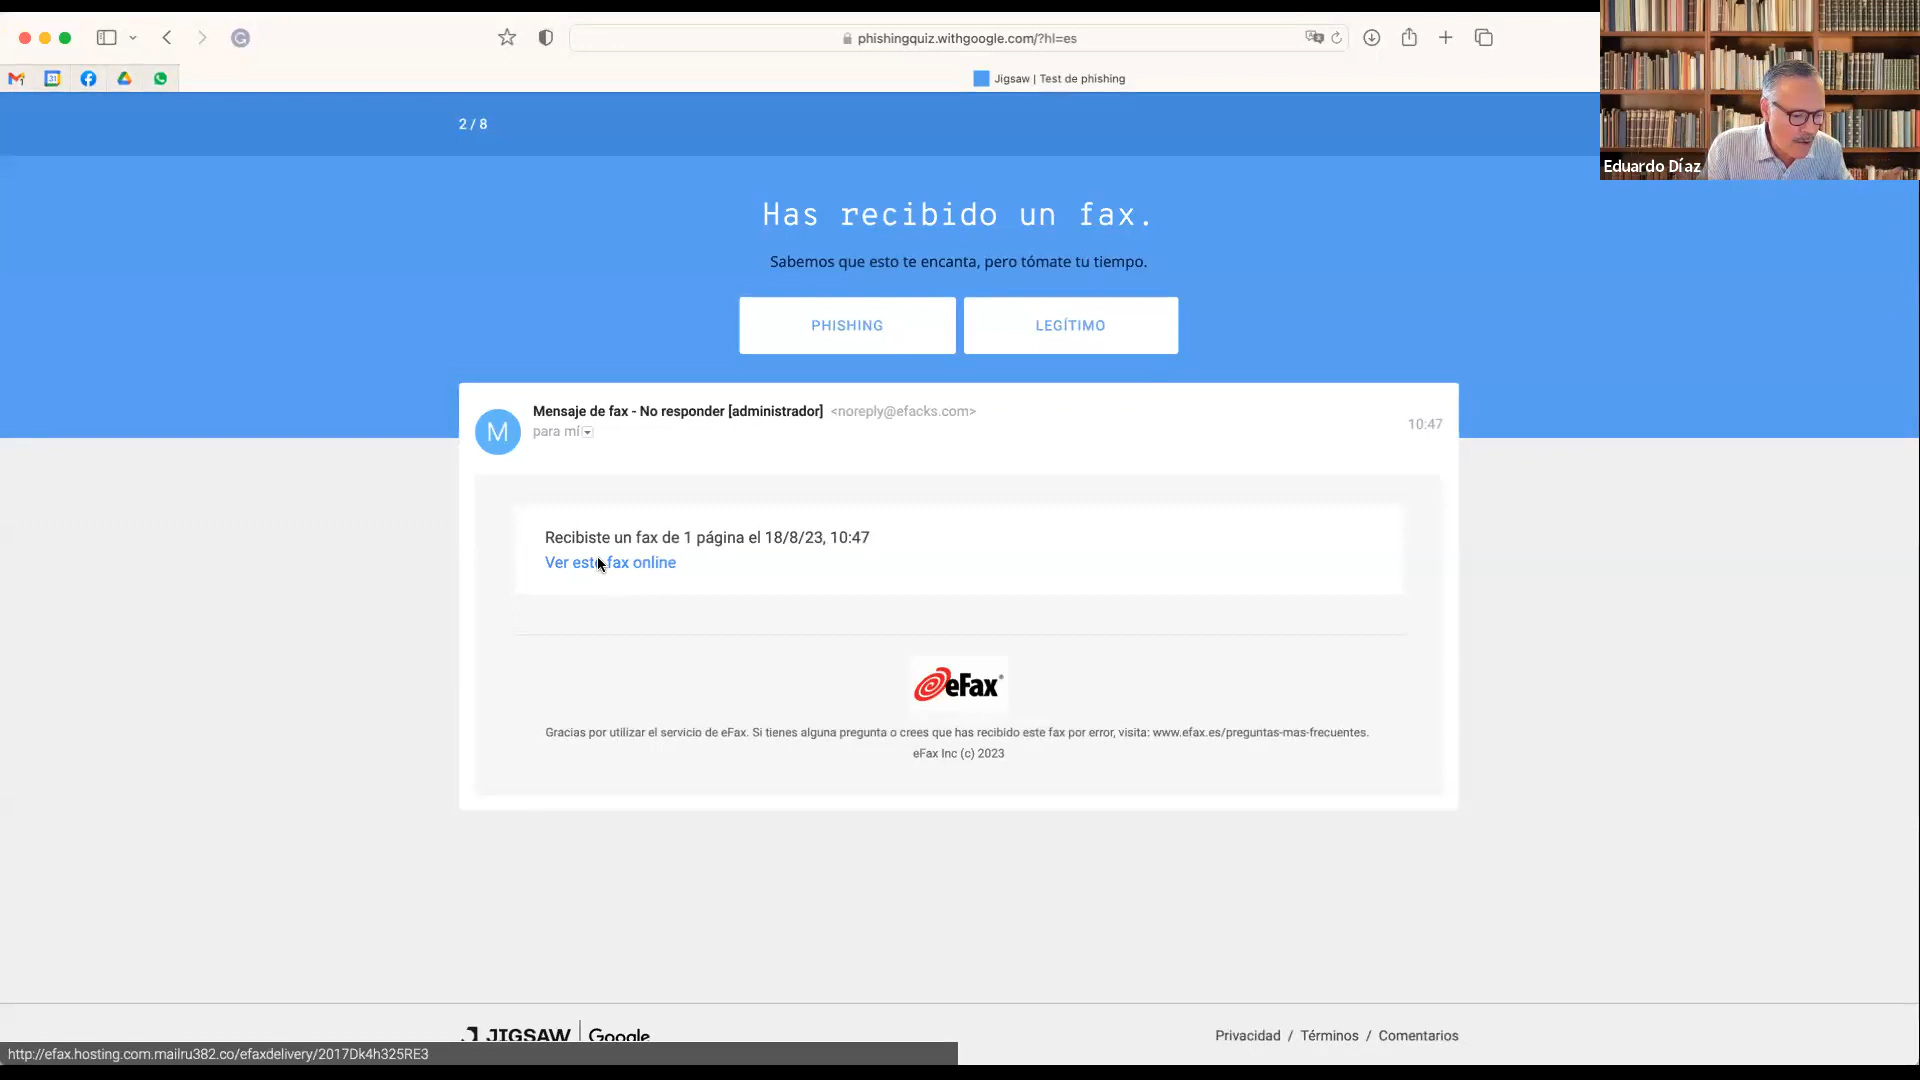 phishingquiz.withgoogle.com/?hl=es
Jigsaw | Test de phishing
Eduardo Díaz
2 / 8
Has recibido un fax.
Sabemos que esto te encanta, pero tómate tu tiempo.
PHISHING
LEGÍTIMO
M
Mensaje de fax - No responder [administrador] <noreply@efacks.com>
para mí
10:47
Recibiste un fax de 1 página el 18/8/23, 10:47
Ver este fax online
eFax
Gracias por utilizar el servicio de eFax. Si tienes alguna pregunta o crees que has recibido este fax por error, visita: www.efax.es/preguntas-mas-frecuentes.
eFax Inc (c) 2023
JIGSAW | Google
Privacidad / Términos / Comentarios
http://efax.hosting.com.mailru382.co/efaxdelivery/2017Dk4h325RE3